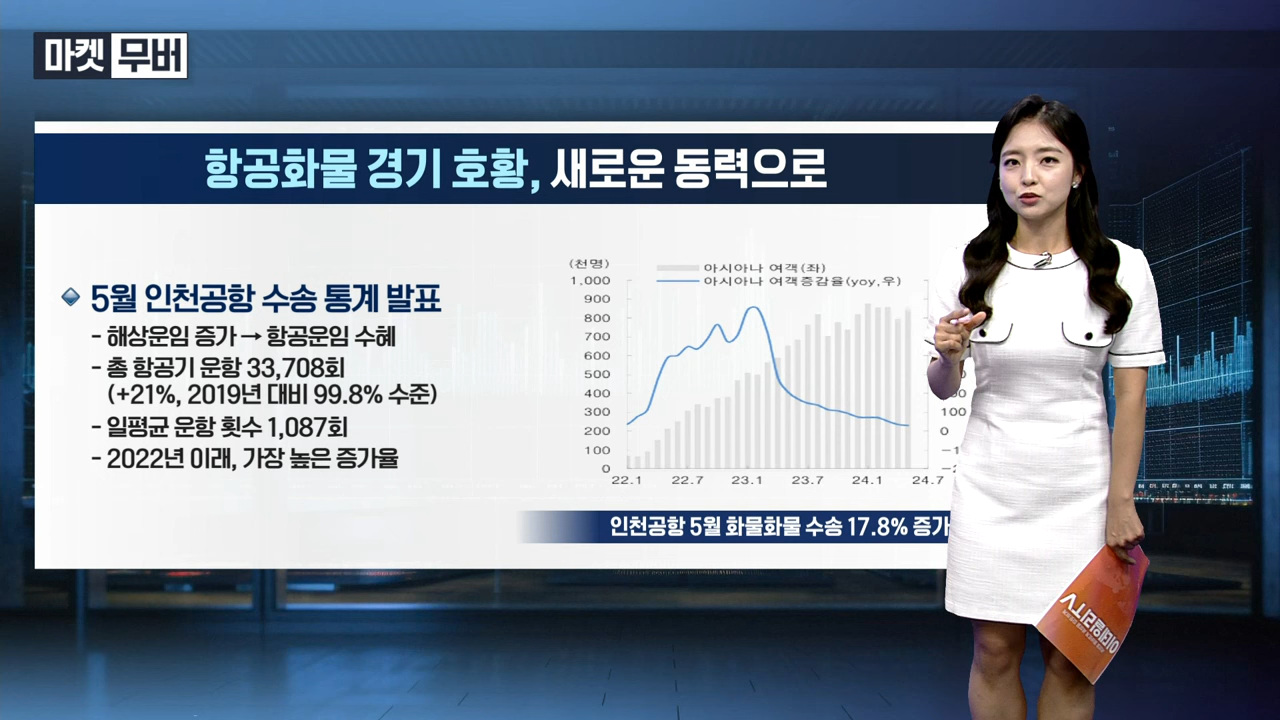 마켓 무버
항공화물 경기 호황, 새로운 동력으로
5월 인천공항 수송 통계 발표
- 해상운임 증가 → 항공운임 수혜
- 총 항공기 운항 33,708회
(+21%, 2019년 대비 99.8% 수준)
- 일평균 운항 횟수 1,087회
- 2022년 이래, 가장 높은 증가율
(천명)
아시아나 여객(좌)
아시아나 여객증감율(yoy,우)
1,000
900
800
700
600
500
400
300
200
100
0
100
0
22.1 22.7 23.1 23.7 24.1 24.7
인천공항 5월 화물화물 수송 17.8% 증가
이데일리TV